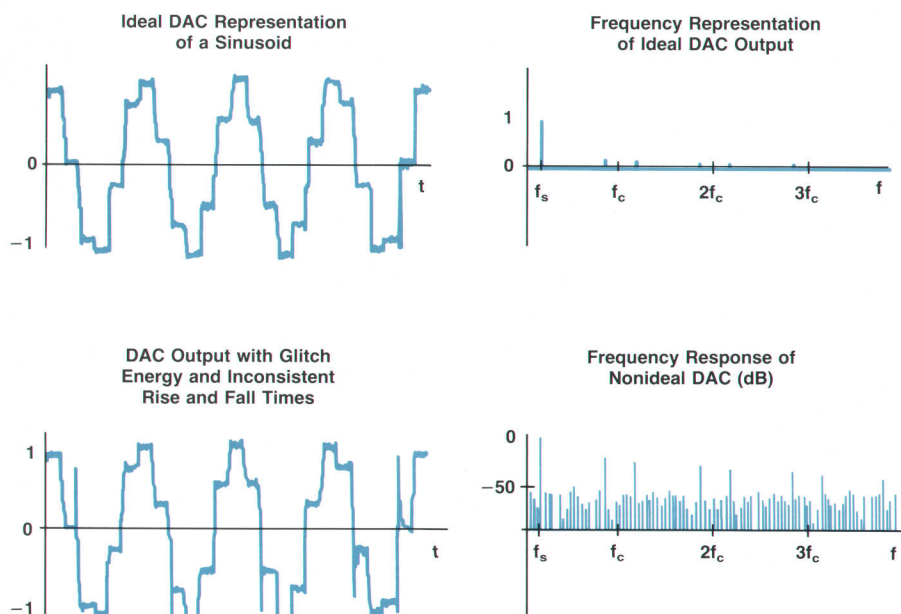 Ideal DAC Representation
of a Sinusoid
0
−1
t
Frequency Representation
of Ideal DAC Output
1
0
fs
fc
2fc
3fc
f
DAC Output with Glitch
Energy and Inconsistent
Rise and Fall Times
1
0
−1
t
Frequency Response of
Nonideal DAC (dB)
0
−50
fs
fc
2fc
3fc
f